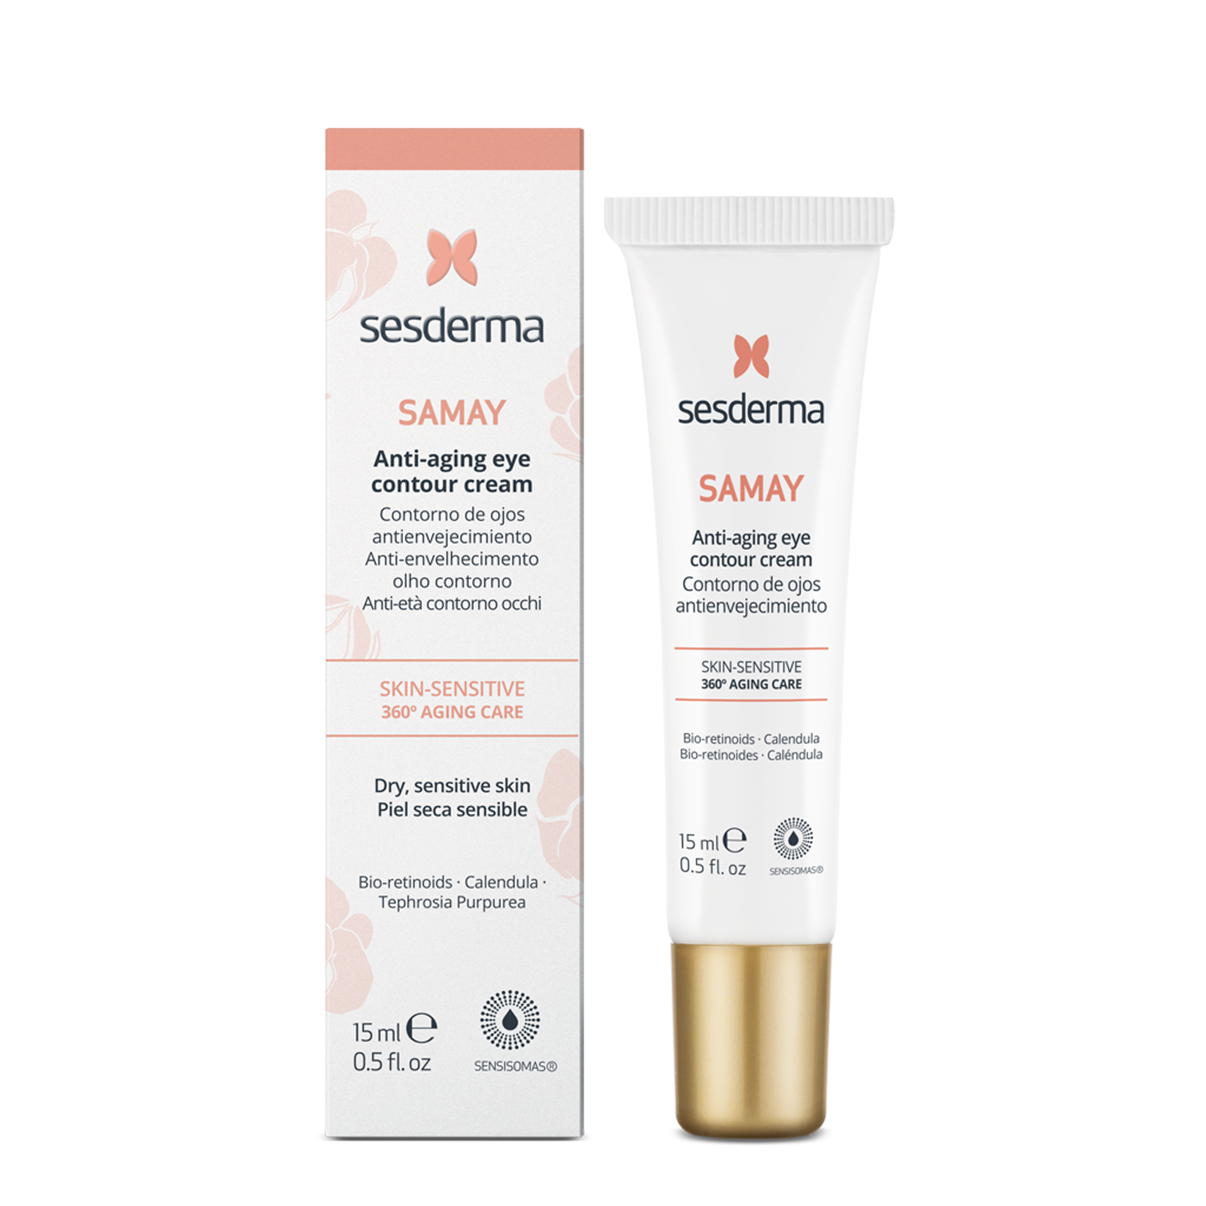 sesderma
SAMAY
Anti-aging eye
contour cream
Contorno de ojos
antienvejecimiento
Anti-envelhecimento
olho contorno
Anti-età contorno occhi
SKIN-SENSITIVE
360º AGING CARE
Dry, sensitive skin
Piel seca sensible
Bio-retinoids · Calendula ·
Tephrosia Purpurea
15 ml ℮
0.5 fl. oz
SENSISOMAS®
sesderma
SAMAY
Anti-aging eye
contour cream
Contorno de ojos
antienvejecimiento
SKIN-SENSITIVE
360º AGING CARE
Bio-retinoids · Calendula
Bio-retinoides · Caléndula
15 ml ℮
0.5 fl. oz
SENSISOMAS®